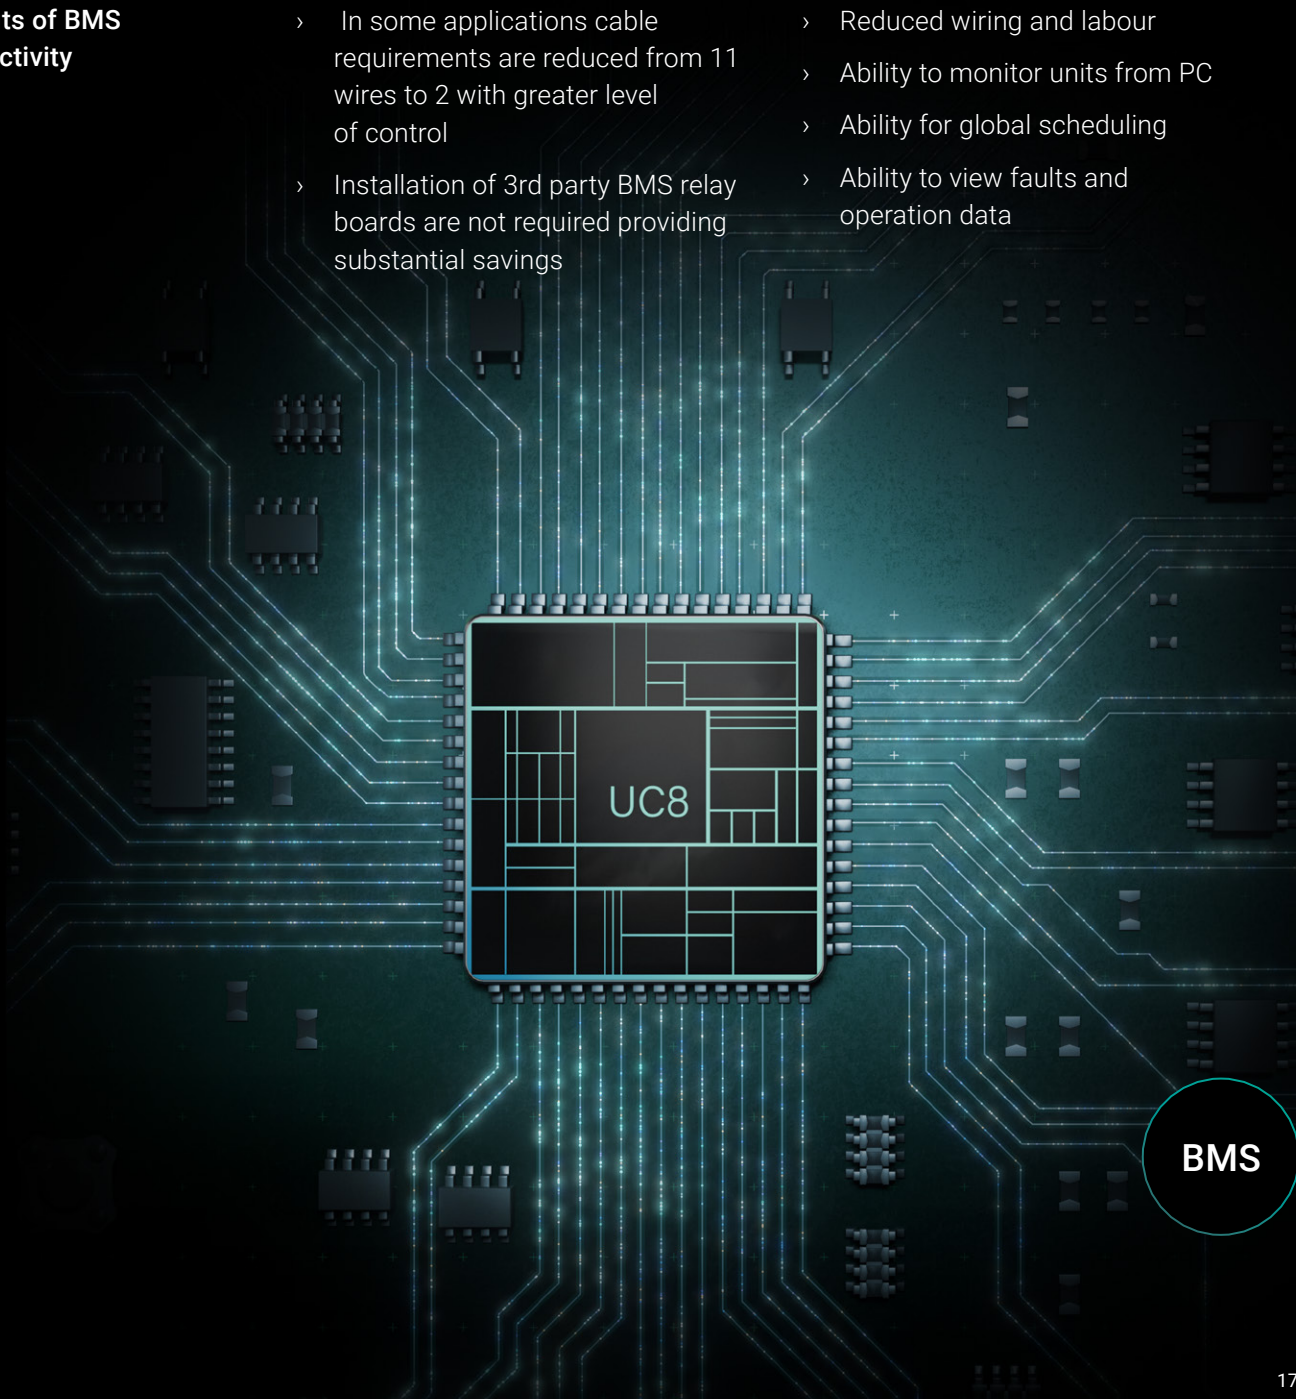 ts of BMS
ctivity
› In some applications cable
requirements are reduced from 11
wires to 2 with greater level
of control
› Installation of 3rd party BMS relay
boards are not required providing
substantial savings
› Reduced wiring and labour
› Ability to monitor units from PC
› Ability for global scheduling
› Ability to view faults and
operation data
UC8
BMS
17